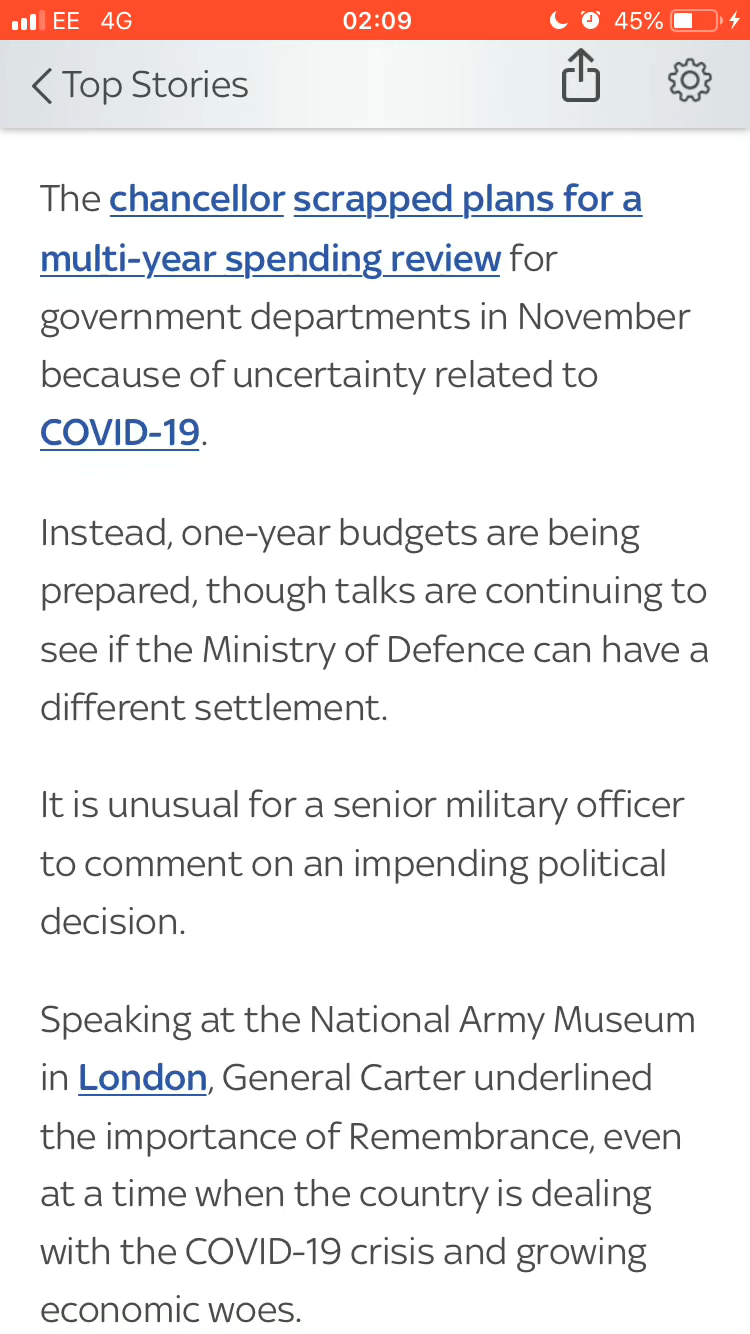 EE 4G 02:09 45%
Top Stories
The chancellor scrapped plans for a
multi-year spending review for
government departments in November
because of uncertainty related to
COVID-19.
Instead, one-year budgets are being
prepared, though talks are continuing to
see if the Ministry of Defence can have a
different settlement.
It is unusual for a senior military officer
to comment on an impending political
decision.
Speaking at the National Army Museum
in London, General Carter underlined
the importance of Remembrance, even
at a time when the country is dealing
with the COVID-19 crisis and growing
economic woes.